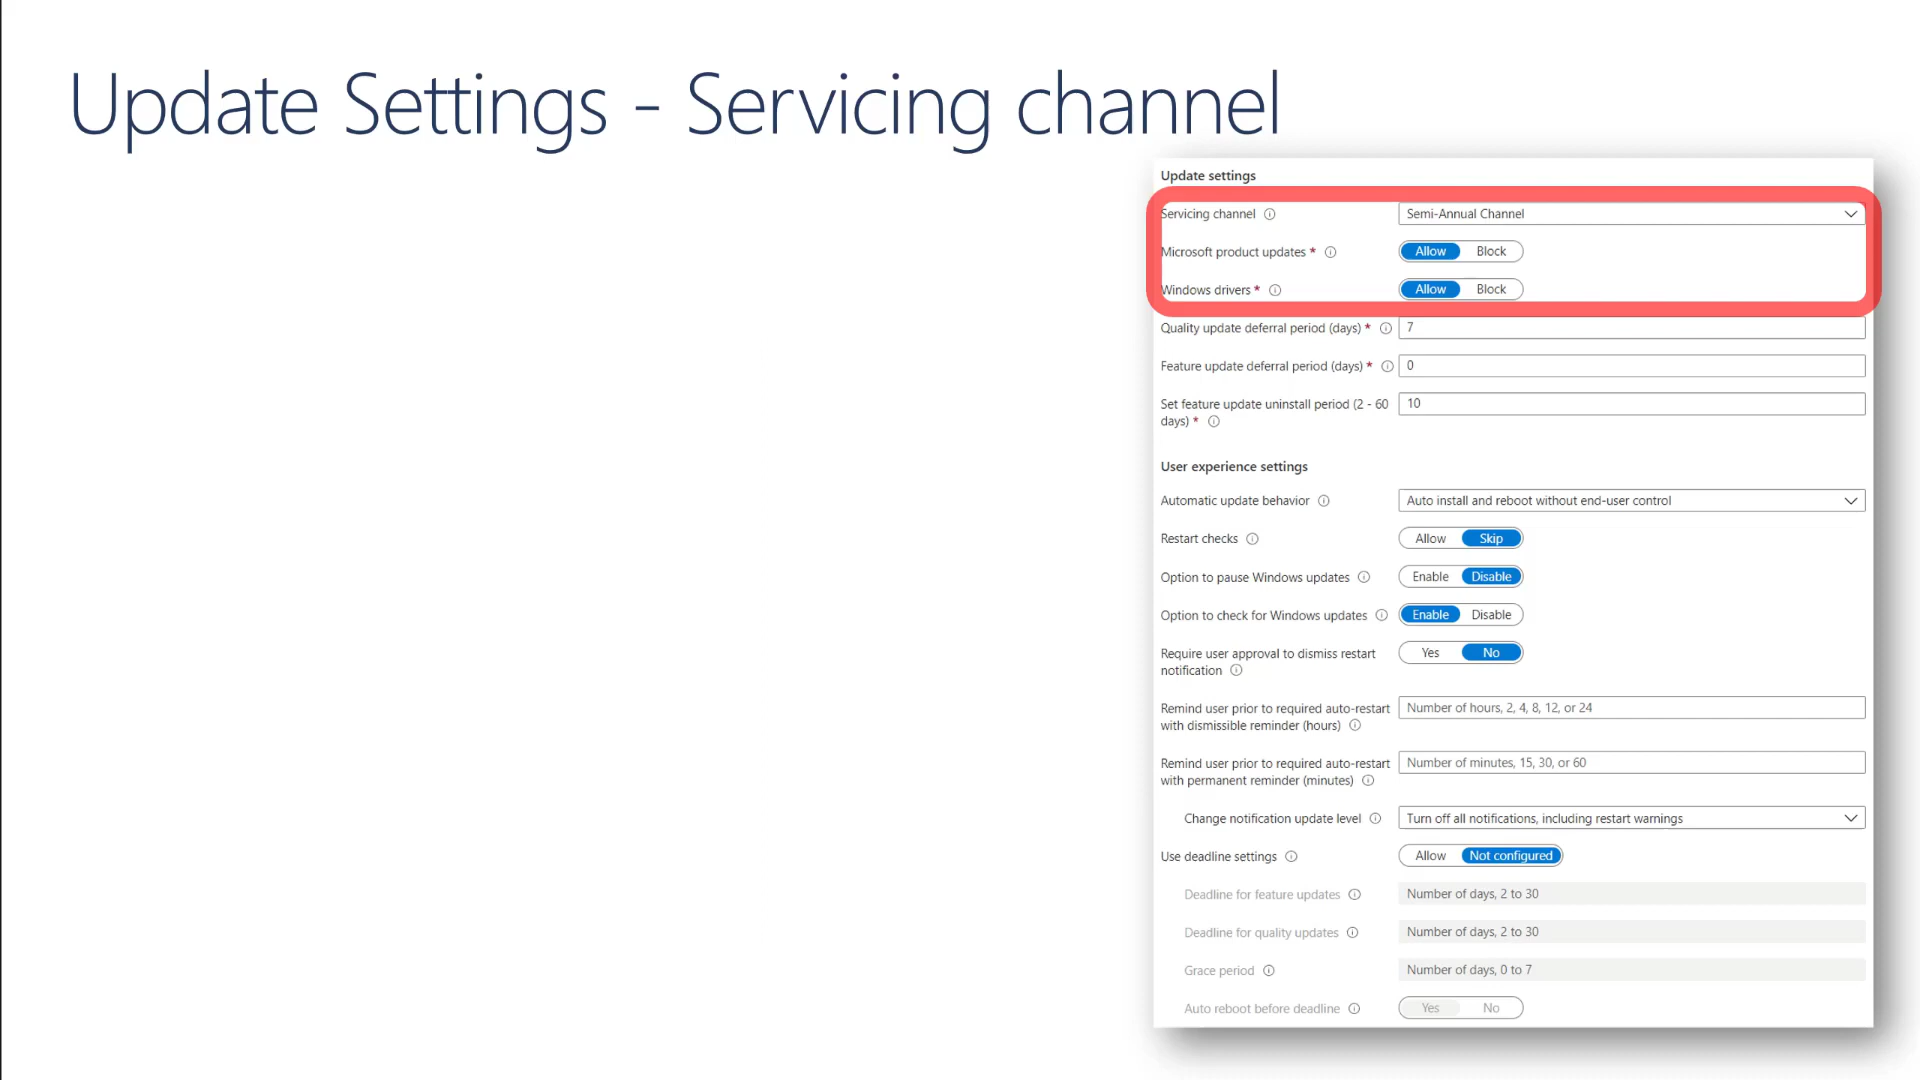 Update Settings - Servicing channel
Update settings
Servicing channel
Semi-Annual Channel
Microsoft product updates *
Allow Block
Windows drivers *
Allow Block
Quality update deferral period (days) *
7
Feature update deferral period (days) *
0
Set feature update uninstall period (2 - 60
days) *
10
User experience settings
Automatic update behavior
Auto install and reboot without end-user control
Restart checks
Allow Skip
Option to pause Windows updates
Enable Disable
Option to check for Windows updates
Enable Disable
Require user approval to dismiss restart
notification
Yes No
Remind user prior to required auto-restart
with dismissible reminder (hours)
Number of hours, 2, 4, 8, 12, or 24
Remind user prior to required auto-restart
with permanent reminder (minutes)
Number of minutes, 15, 30, or 60
Change notification update level
Turn off all notifications, including restart warnings
Use deadline settings
Allow Not configured
Deadline for feature updates
Number of days, 2 to 30
Deadline for quality updates
Number of days, 2 to 30
Grace period
Number of days, 0 to 7
Auto reboot before deadline
Yes No